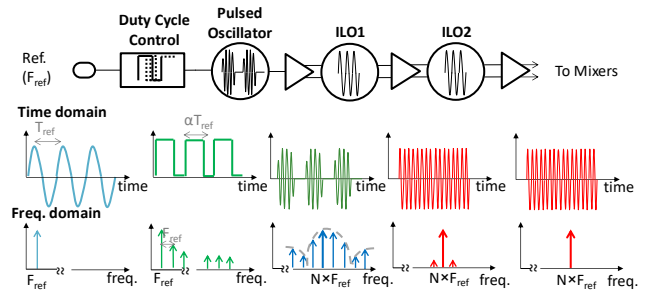 Duty Cycle
Control
Pulsed
Oscillator
ILO1
ILO2
Ref.
(Fref)
To Mixers
Time domain
Tref
αTref
time
time
time
time
time
Freq. domain
Fref
Fref
freq.
Fref
freq.
N×Fref
freq.
N×Fref
freq.
N×Fref
freq.